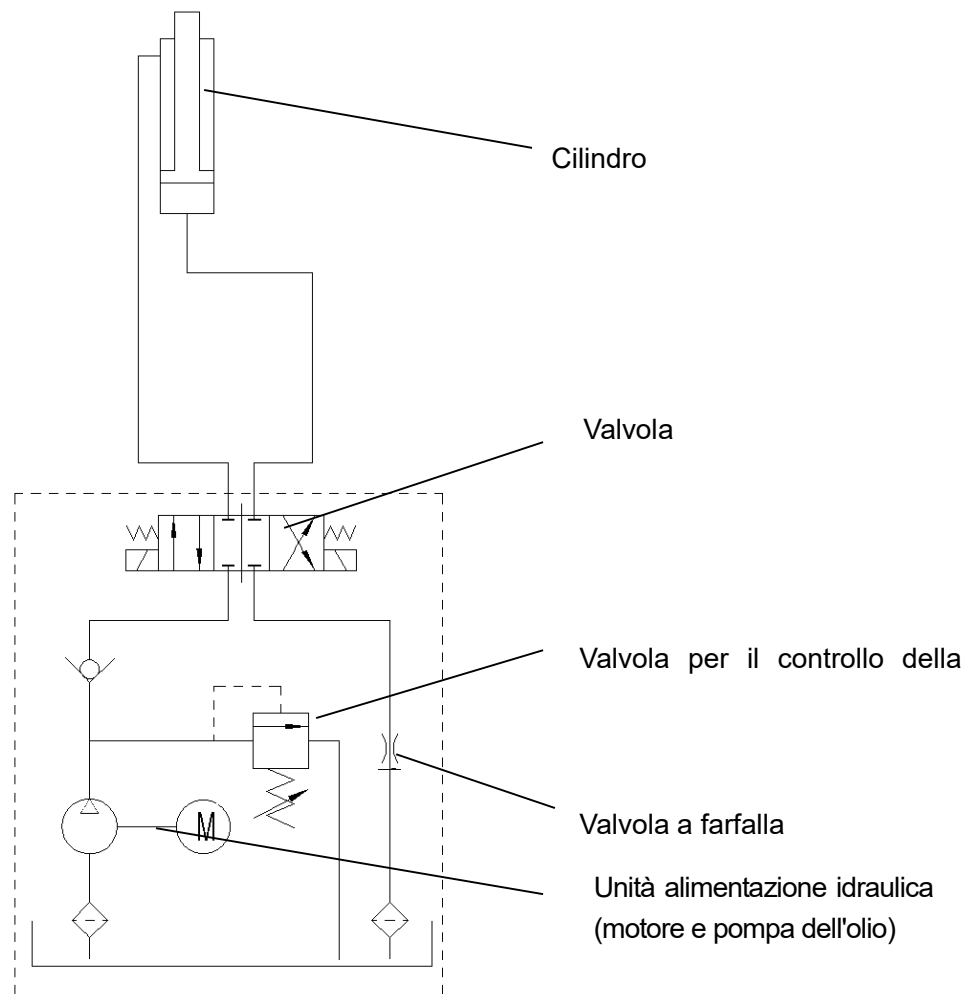 Cilindro
Valvola
Valvola per il controllo della
Valvola a farfalla
M
Unità alimentazione idraulica
(motore e pompa dell'olio)